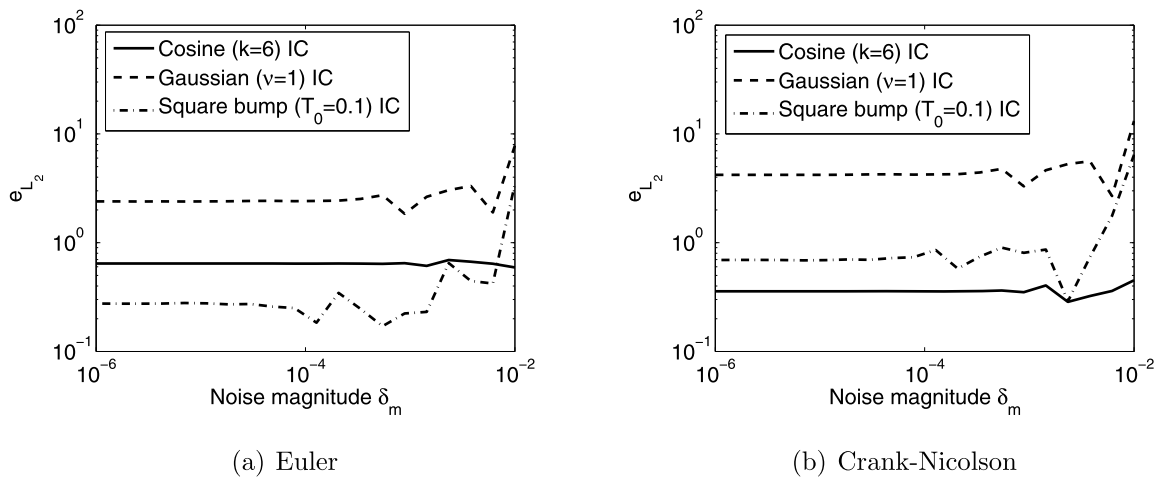 10^2
10^1
10^0
10^-1
e_L_2
Cosine (k=6) IC
Gaussian (ν=1) IC
Square bump (T_0=0.1) IC
10^-6
10^-4
10^-2
Noise magnitude δ_m
(a) Euler
10^2
10^1
10^0
10^-1
e_L_2
Cosine (k=6) IC
Gaussian (ν=1) IC
Square bump (T_0=0.1) IC
10^-6
10^-4
10^-2
Noise magnitude δ_m
(b) Crank-Nicolson